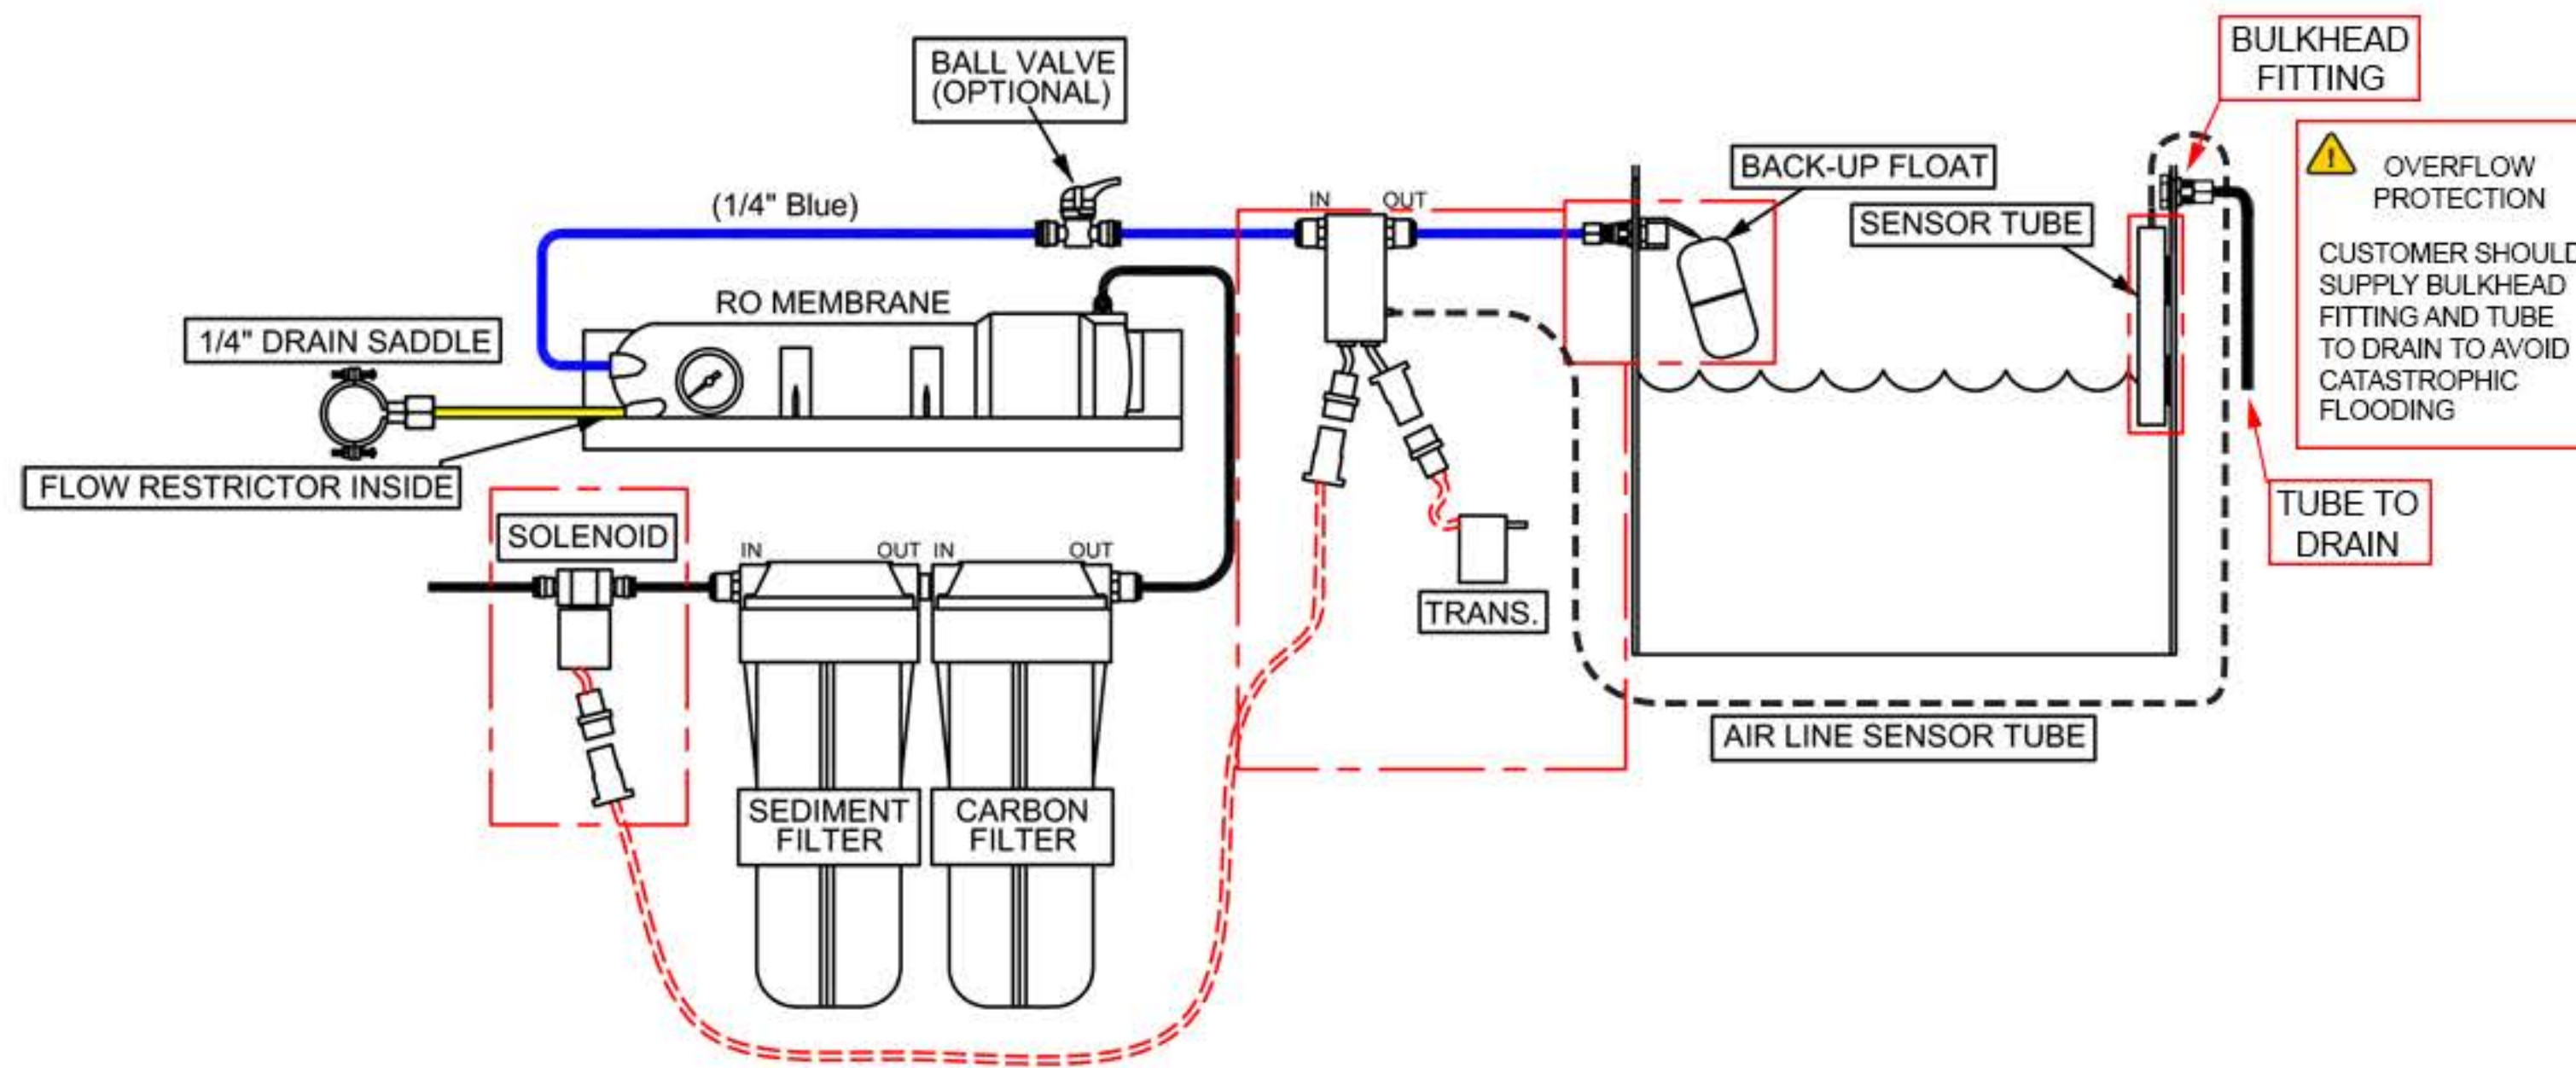 BULKHEAD
FITTING
BALL VALVE
(OPTIONAL)
OVERFLOW
PROTECTION
BACK-UP FLOAT
(1/4" Blue)
IN
OUT
SENSOR TUBE
CUSTOMER SHOULD
SUPPLY BULKHEAD
FITTING AND TUBE
TO DRAIN TO AVOID
CATASTROPHIC
FLOODING
RO MEMBRANE
1/4" DRAIN SADDLE
FLOW RESTRICTOR INSIDE
TUBE TO
DRAIN
SOLENOID
IN
OUT
IN
OUT
TRANS.
AIR LINE SENSOR TUBE
SEDIMENT
FILTER
CARBON
FILTER